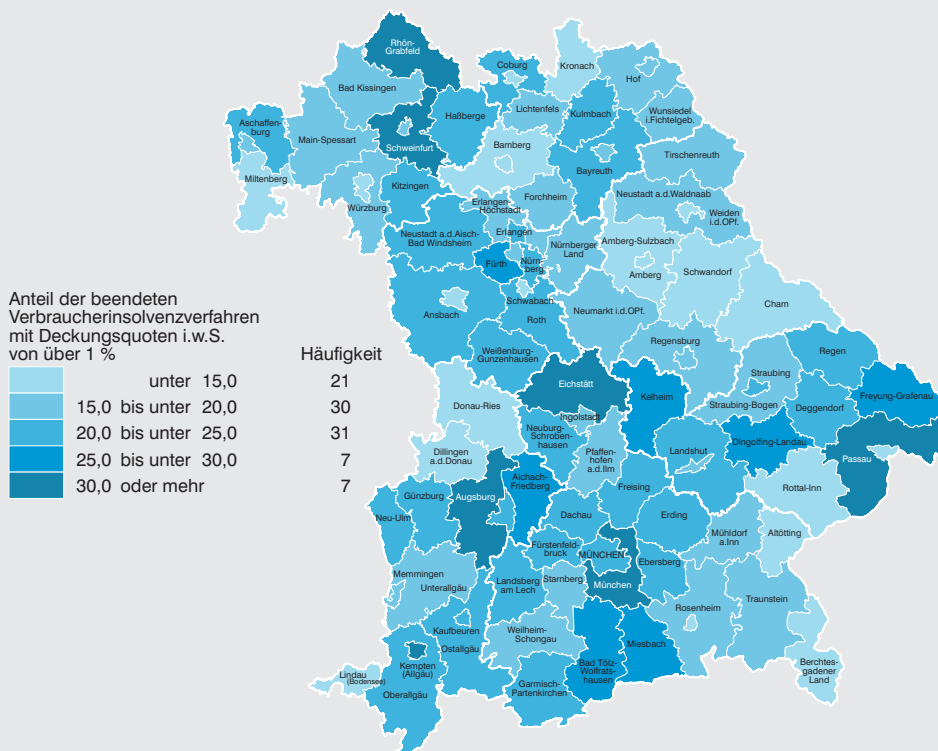 Rhön-
Grabfeld
Coburg
Kronach
Hof
Bad Kissingen
Lichtenfels
Kulmbach
Wunsiedel
i.Fichtelgeb.
Aschaffen-
burg
Main-Spessart
Schweinfurt
Haßberge
Bamberg
Bayreuth
Tirschenreuth
Miltenberg
Würzburg
Kitzingen
Erlangen-
Höchstadt
Forchheim
Neustadt a.d.Waldnaab
Weiden
i.d.OPf.
Neustadt a.d.Aisch-
Bad Windsheim
Erlangen
Fürth
Nürn-
berg
Nürnberger
Land
Amberg-Sulzbach
Amberg
Schwandorf
Cham
Ansbach
Schwabach
Roth
Neumarkt i.d.OPf.
Weißenburg-
Gunzenhausen
Regensburg
Regen
Anteil der beendeten
Verbraucherinsolvenzverfahren
mit Deckungsquoten i.w.S.
von über 1 %
Häufigkeit
unter 15,0 21
15,0 bis unter 20,0 30
20,0 bis unter 25,0 31
25,0 bis unter 30,0 7
30,0 oder mehr 7
Donau-Ries
Eichstätt
Ingolstadt
Kelheim
Straubing
Straubing-Bogen
Deggendorf
Freyung-Grafenau
Dillingen
a.d.Donau
Neuburg-
Schroben-
hausen
Pfaffen-
hofen
a.d.Ilm
Landshut
Dingolfing-Landau
Passau
Rottal-Inn
Neu-Ulm
Günzburg
Augsburg
Aichach-
Friedberg
Dachau
Freising
Erding
Mühldorf
a.Inn
Altötting
Fürstenfeld-
bruck
MÜNCHEN
München
Ebersberg
Memmingen
Unterallgäu
Landsberg
am Lech
Starnberg
Rosenheim
Traunstein
Kaufbeuren
Ostallgäu
Weilheim-
Schongau
Bad Tölz-
Wolfrats-
hausen
Miesbach
Berchtes-
gadener
Land
Lindau
(Bodensee)
Kempten
(Allgäu)
Oberallgäu
Garmisch-
Partenkirchen